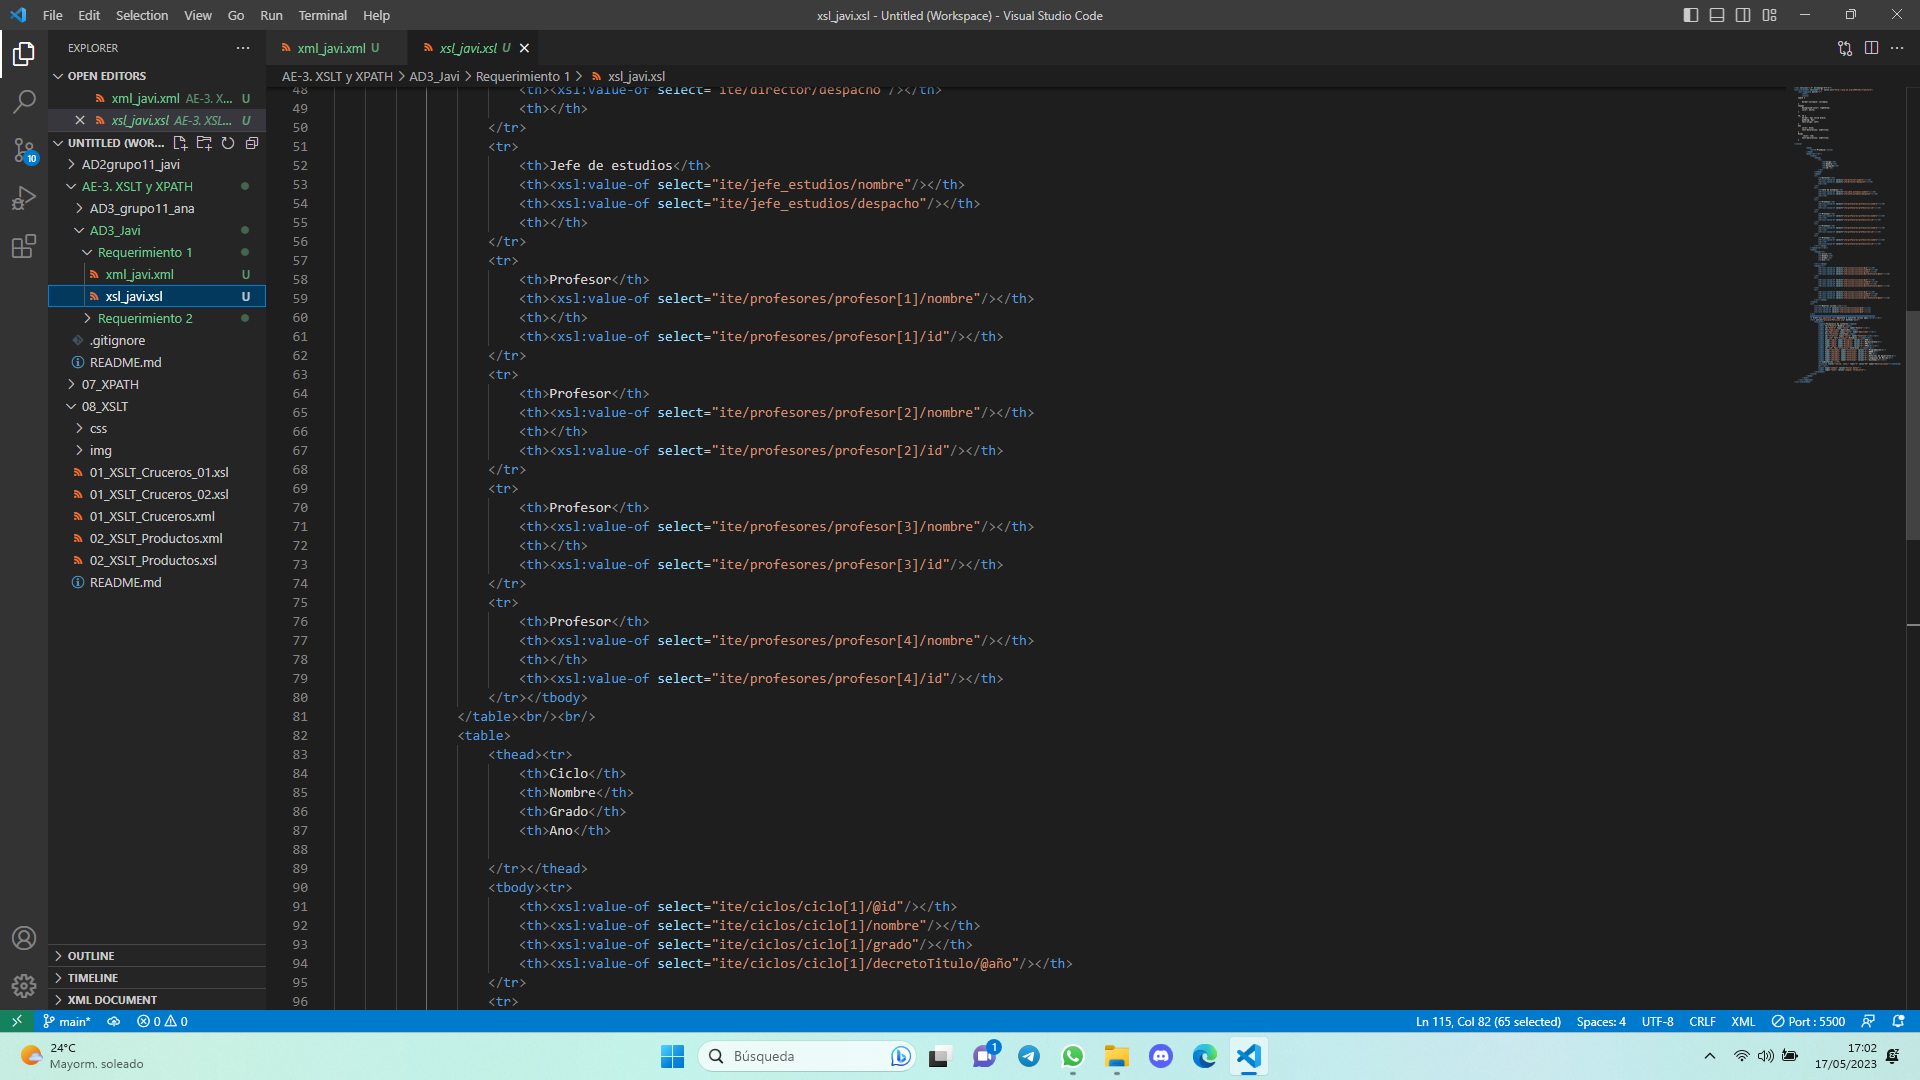 File Edit Selection View Go Run Terminal Help
xsl_javi.xsl - Untitled (Workspace) - Visual Studio Code
EXPLORER
OPEN EDITORS
xml_javi.xml AE-3. X... U
xsl_javi.xsl AE-3. XSL... U
UNTITLED (WOR...
AD2grupo11_javi
AE-3. XSLT y XPATH
AD3_grupo11_ana
AD3_Javi
Requerimiento 1
xml_javi.xml U
xsl_javi.xsl U
Requerimiento 2
.gitignore
README.md
07_XPATH
08_XSLT
css
img
01_XSLT_Cruceros_01.xsl
01_XSLT_Cruceros_02.xsl
01_XSLT_Cruceros.xml
02_XSLT_Productos.xml
02_XSLT_Productos.xsl
README.md
OUTLINE
TIMELINE
XML DOCUMENT
10
xml_javi.xml U xsl_javi.xsl U
AE-3. XSLT y XPATH > AD3_Javi > Requerimiento 1 > xsl_javi.xsl
48 <th><xsl:value-of select="ite/director/despacho"/></th>
49 <th></th>
50 </tr>
51 <tr>
52 <th>Jefe de estudios</th>
53 <th><xsl:value-of select="ite/jefe_estudios/nombre"/></th>
54 <th><xsl:value-of select="ite/jefe_estudios/despacho"/></th>
55 <th></th>
56 </tr>
57 <tr>
58 <th>Profesor</th>
59 <th><xsl:value-of select="ite/profesores/profesor[1]/nombre"/></th>
60 <th></th>
61 <th><xsl:value-of select="ite/profesores/profesor[1]/id"/></th>
62 </tr>
63 <tr>
64 <th>Profesor</th>
65 <th><xsl:value-of select="ite/profesores/profesor[2]/nombre"/></th>
66 <th></th>
67 <th><xsl:value-of select="ite/profesores/profesor[2]/id"/></th>
68 </tr>
69 <tr>
70 <th>Profesor</th>
71 <th><xsl:value-of select="ite/profesores/profesor[3]/nombre"/></th>
72 <th></th>
73 <th><xsl:value-of select="ite/profesores/profesor[3]/id"/></th>
74 </tr>
75 <tr>
76 <th>Profesor</th>
77 <th><xsl:value-of select="ite/profesores/profesor[4]/nombre"/></th>
78 <th></th>
79 <th><xsl:value-of select="ite/profesores/profesor[4]/id"/></th>
80 </tr></tbody>
81 </table><br/><br/>
82 <table>
83 <thead><tr>
84 <th>Ciclo</th>
85 <th>Nombre</th>
86 <th>Grado</th>
87 <th>Ano</th>
88
89 </tr></thead>
90 <tbody><tr>
91 <th><xsl:value-of select="ite/ciclos/ciclo[1]/@id"/></th>
92 <th><xsl:value-of select="ite/ciclos/ciclo[1]/nombre"/></th>
93 <th><xsl:value-of select="ite/ciclos/ciclo[1]/grado"/></th>
94 <th><xsl:value-of select="ite/ciclos/ciclo[1]/decretoTitulo/@año"/></th>
95 </tr>
96 <tr>
main* 0 0 Ln 115, Col 82 (65 selected) Spaces: 4 UTF-8 CRLF XML Port : 5500
24°C
Mayorm. soleado
Búsqueda
1
17:02
17/05/2023